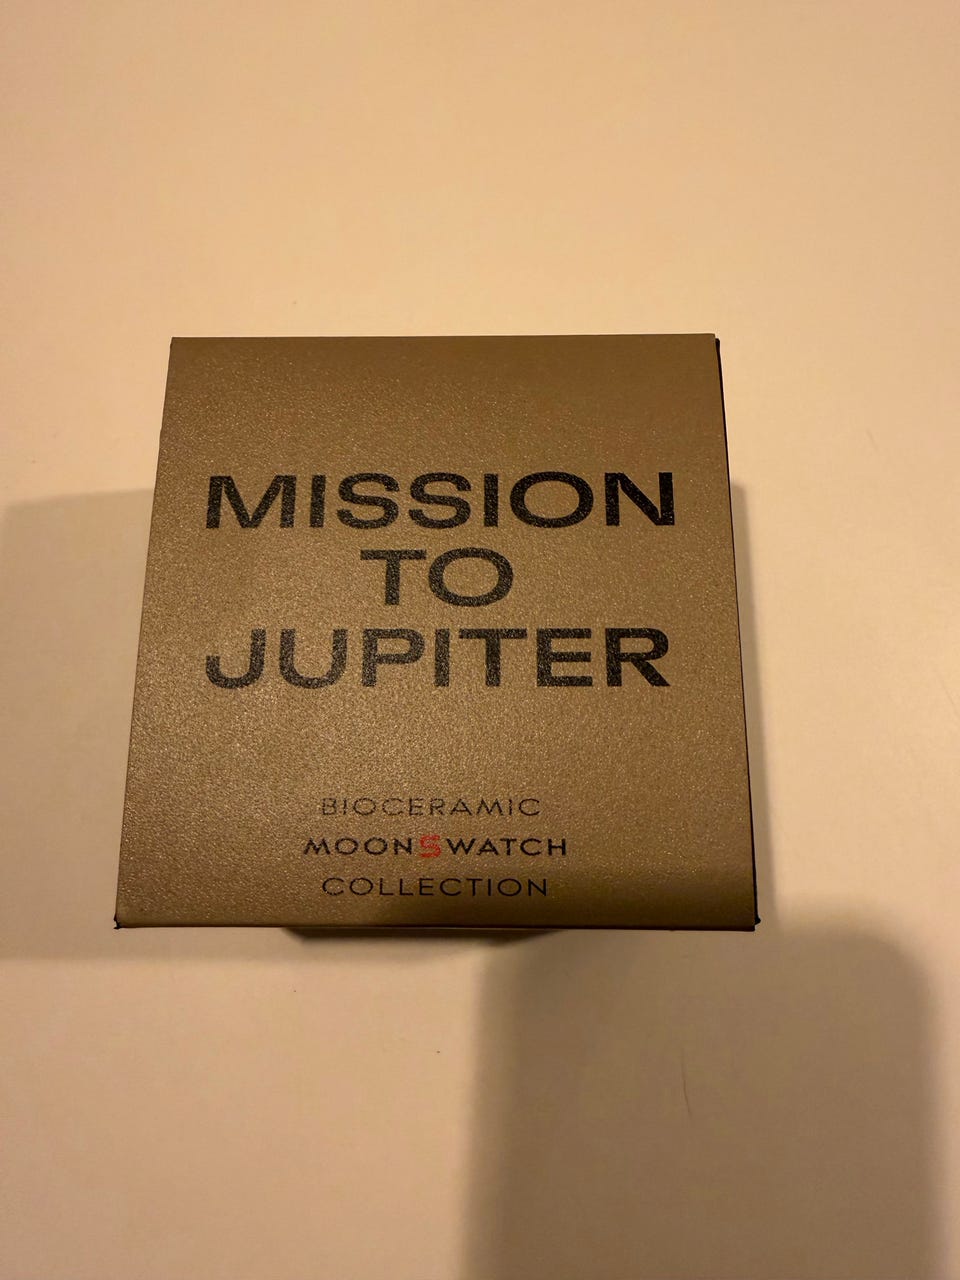 MISSION
TO
JUPITER
BIOCERAMIC
MOONSWATCH
COLLECTION